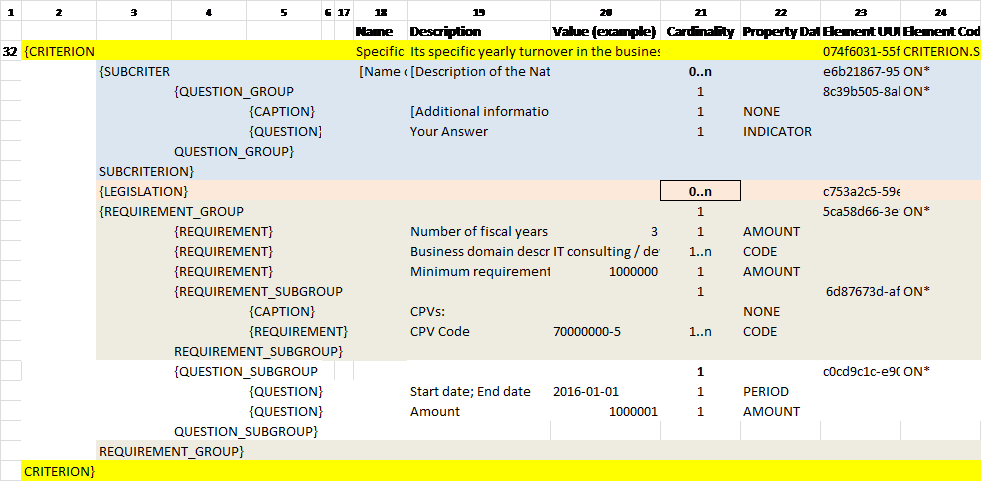 1 2 3 4 5 6 17 18 19 20 21 22 23 24
Name Description Value (example) Cardinality Property Dat Element UUI Element Cod
32 {CRITERION Specific Its specific yearly turnover in the busines 074f6031-55f CRITERION.S
{SUBCRITER [Name o [Description of the Nat 0..n e6b21867-95 ON*
{QUESTION_GROUP 1 8c39b505-8al ON*
{CAPTION} [Additional informatio 1 NONE
{QUESTION} Your Answer 1 INDICATOR
QUESTION_GROUP}
SUBCRITERION}
{LEGISLATION} 0..n c753a2c5-59e
{REQUIREMENT_GROUP 1 5ca58d66-3e ON*
{REQUIREMENT} Number of fiscal years 3 1 AMOUNT
{REQUIREMENT} Business domain descr IT consulting / de 1..n CODE
{REQUIREMENT} Minimum requirement 1000000 1 AMOUNT
{REQUIREMENT_SUBGROUP 1 6d87673d-af ON*
{CAPTION} CPVs: NONE
{REQUIREMENT} CPV Code 70000000-5 1..n CODE
REQUIREMENT_SUBGROUP}
{QUESTION_SUBGROUP 1 c0cd9c1c-e90 ON*
{QUESTION} Start date; End date 2016-01-01 1 PERIOD
{QUESTION} Amount 1000001 1 AMOUNT
QUESTION_SUBGROUP}
REQUIREMENT_GROUP}
CRITERION}